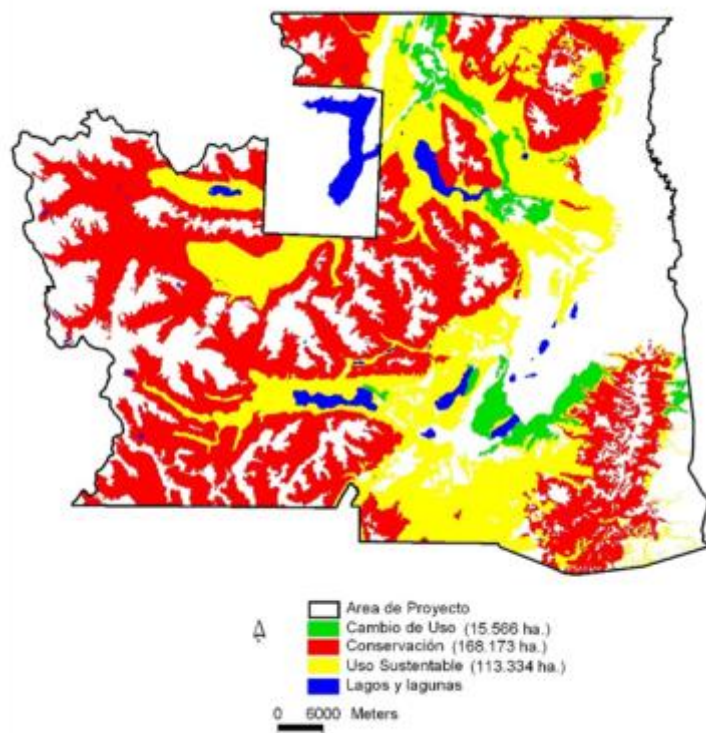 Area de Proyecto
Cambio de Uso (15.566 ha.)
Conservación (168.173 ha.)
Uso Sustentable (113.334 ha.)
Lagos y lagunas
0 6000 Meters